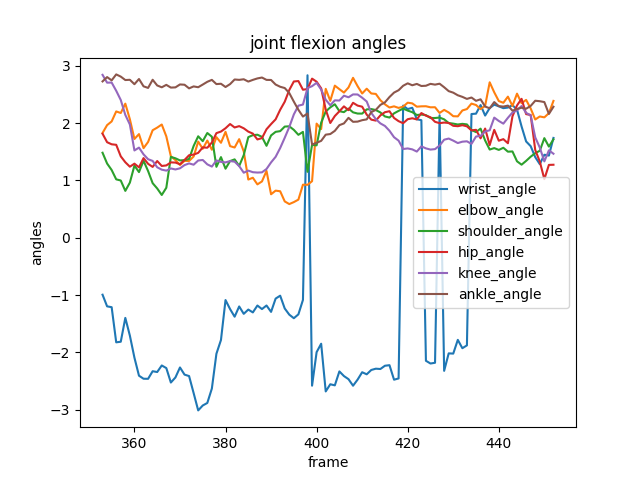 joint flexion angles
3
2
1
0
−1
−2
−3
angles
wrist_angle
elbow_angle
shoulder_angle
hip_angle
knee_angle
ankle_angle
360 380 400 420 440
frame